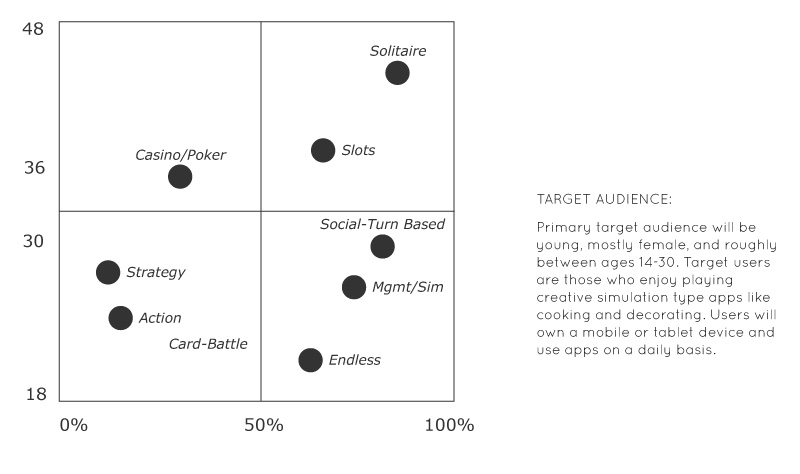 48
Solitaire
Casino/Poker
Slots
36
Social-Turn Based
30
Strategy
Mgmt/Sim
Action
Card-Battle
Endless
18
0%
50%
100%
TARGET AUDIENCE:
Primary target audience will be
young, mostly female, and roughly
between ages 14-30. Target users
are those who enjoy playing
creative simulation type apps like
cooking and decorating. Users will
own a mobile or tablet device and
use apps on a daily basis.